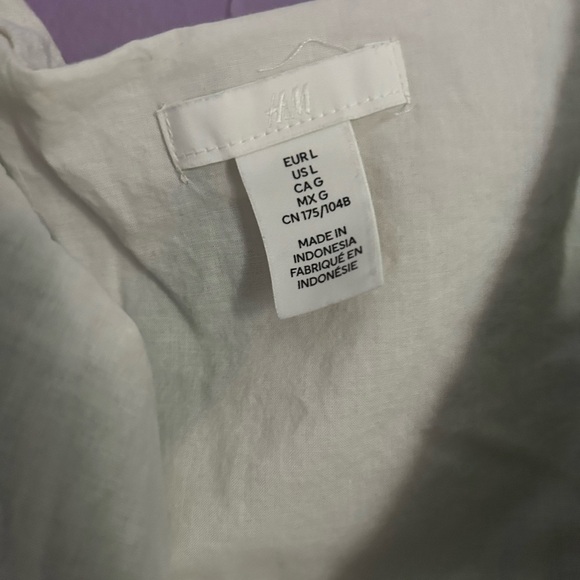 H&M
EUR L
US L
CA G
MX G
CN 175/104B
MADE IN
INDONESIA
FABRIQUÉ EN
INDONÉSIE